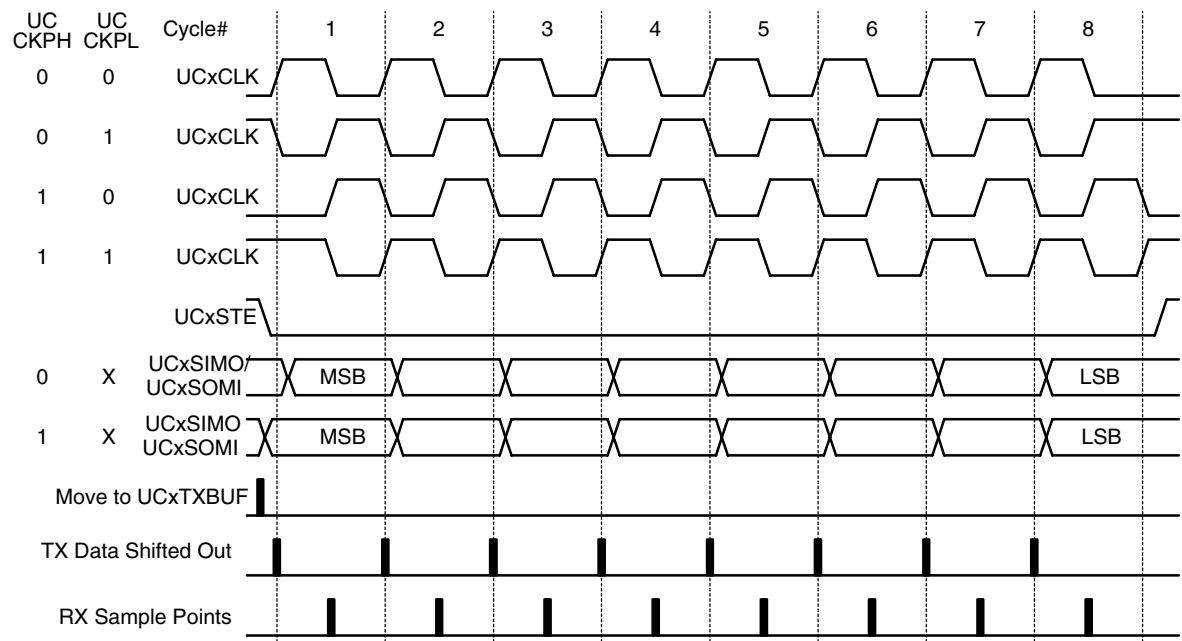 UC UC
CKPH CKPL Cycle# 1 2 3 4 5 6 7 8
0 0 UCxCLK
0 1 UCxCLK
1 0 UCxCLK
1 1 UCxCLK
UCxSTE
0 X UCxSIMO/
UCxSOMI MSB LSB
1 X UCxSIMO
UCxSOMI MSB LSB
Move to UCxTXBUF
TX Data Shifted Out
RX Sample Points